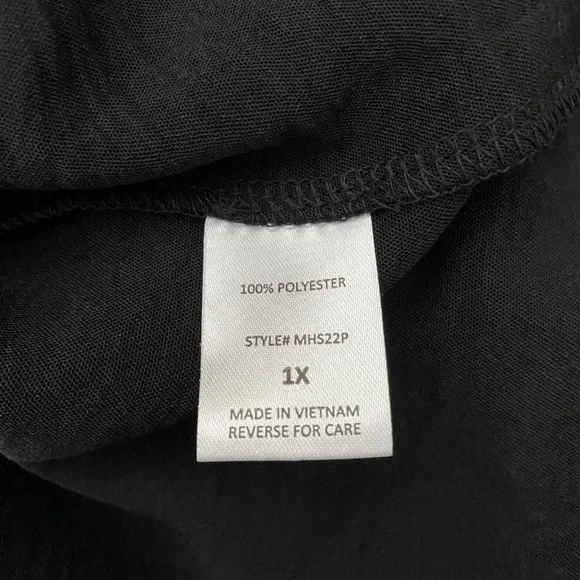 100% POLYESTER
STYLE# MHS22P
1X
MADE IN VIETNAM
REVERSE FOR CARE